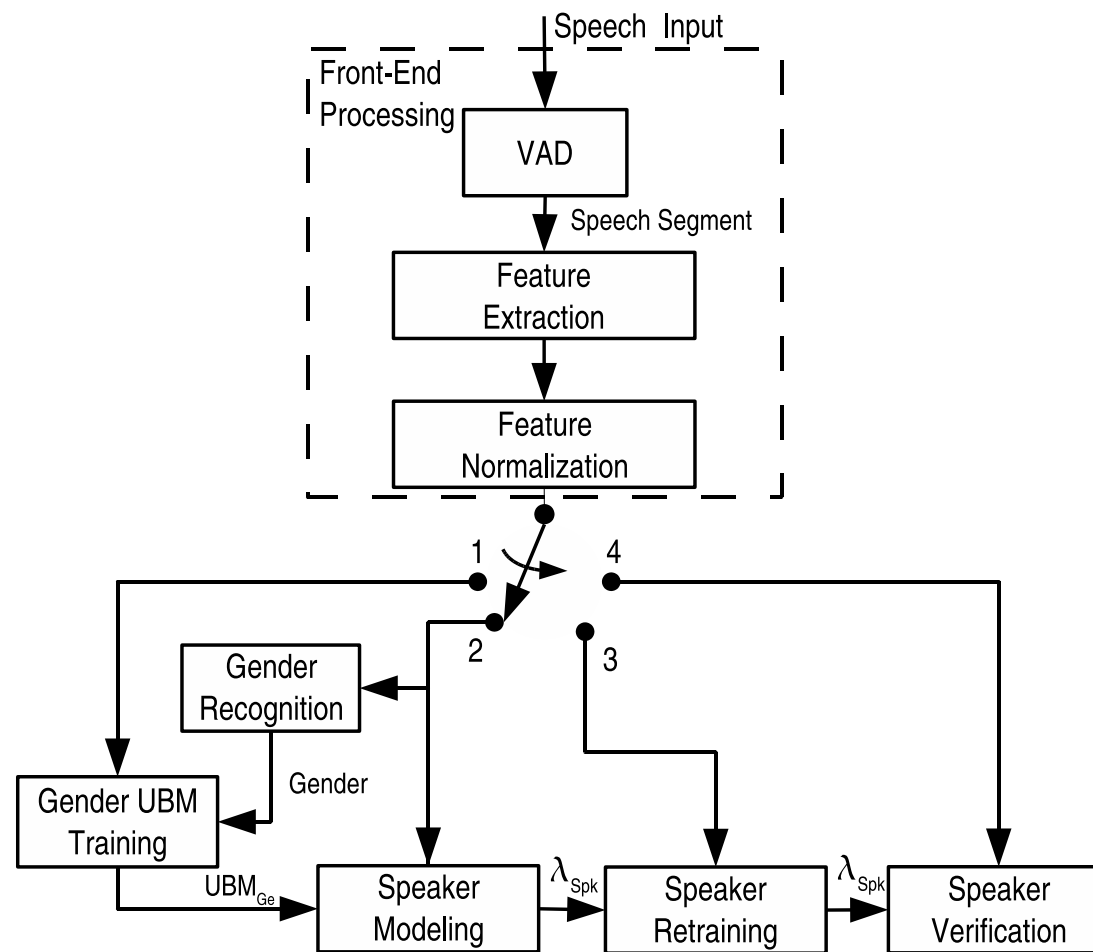 Speech Input
Front-End
Processing
VAD
Speech Segment
Feature
Extraction
Feature
Normalization
1
4
2
3
Gender
Recognition
Gender
Gender UBM
Training
UBM_Ge
Speaker
Modeling
λ_Spk
Speaker
Retraining
λ_Spk
Speaker
Verification